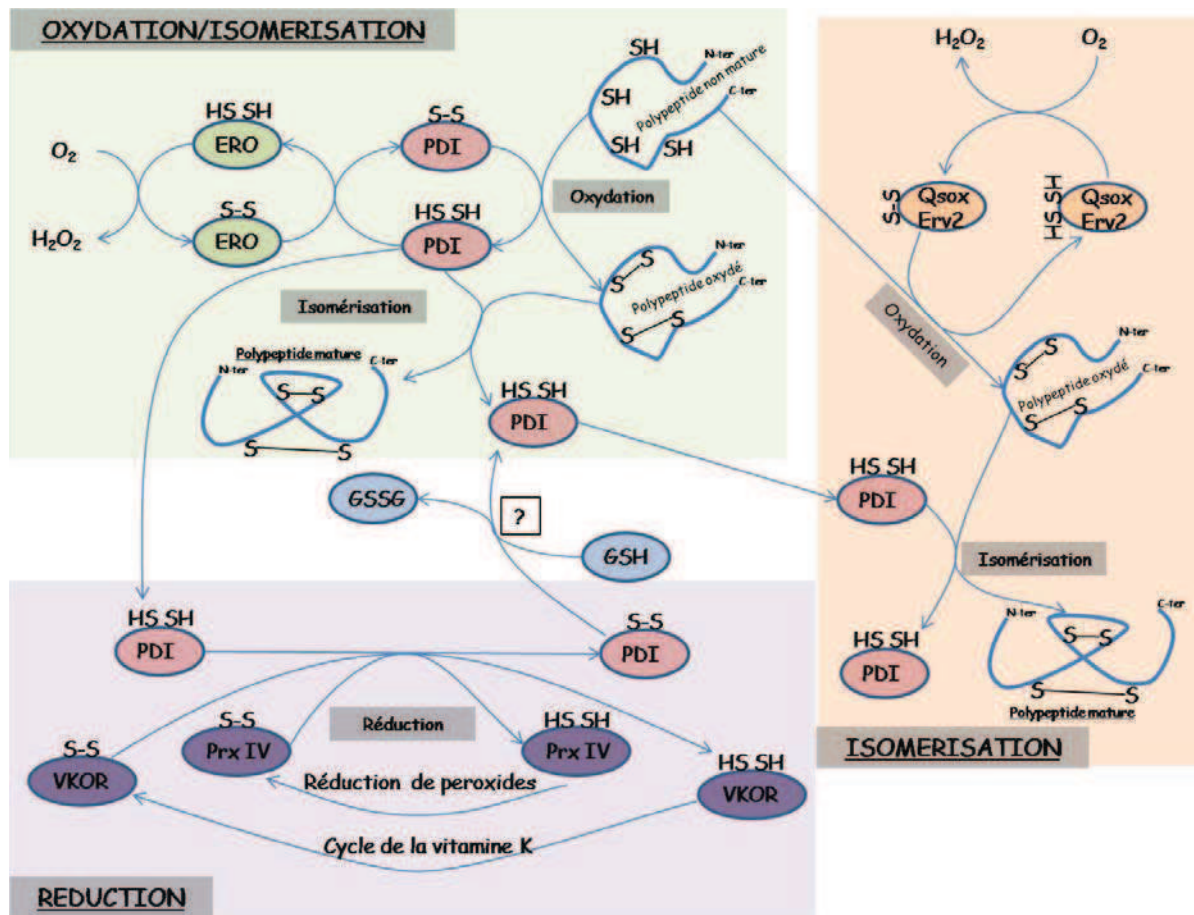 OXYDATION/ISOMERISATION
SH
N-ter
C-ter
Polypeptide non mature
SH
SH
SH
HS SH
ERO
S-S
PDI
O₂
Oxydation
H₂O₂
S-S
ERO
HS SH
PDI
Isomérisation
S
S
N-ter
C-ter
Polypeptide oxydé
S
S
Polypeptide mature
N-ter
C-ter
S-S
S
S
HS SH
PDI
GSSG
?
GSH
H₂O₂
O₂
S-S
Qsox
Erv2
HS SH
Qsox
Erv2
Oxydation
S
S
N-ter
C-ter
Polypeptide oxydé
S
S
HS SH
PDI
Isomérisation
N-ter
C-ter
S-S
S
S
HS SH
PDI
Polypeptide mature
ISOMERISATION
HS SH
PDI
S-S
PDI
S-S
Prx IV
Réduction
HS SH
Prx IV
S-S
VKOR
Réduction de peroxides
HS SH
VKOR
Cycle de la vitamine K
REDUCTION